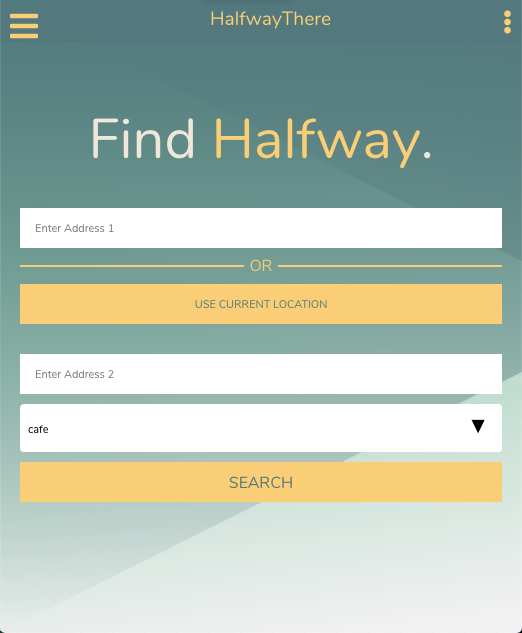 HalfwayThere
Find Halfway.
Enter Address 1
OR
USE CURRENT LOCATION
Enter Address 2
cafe
SEARCH